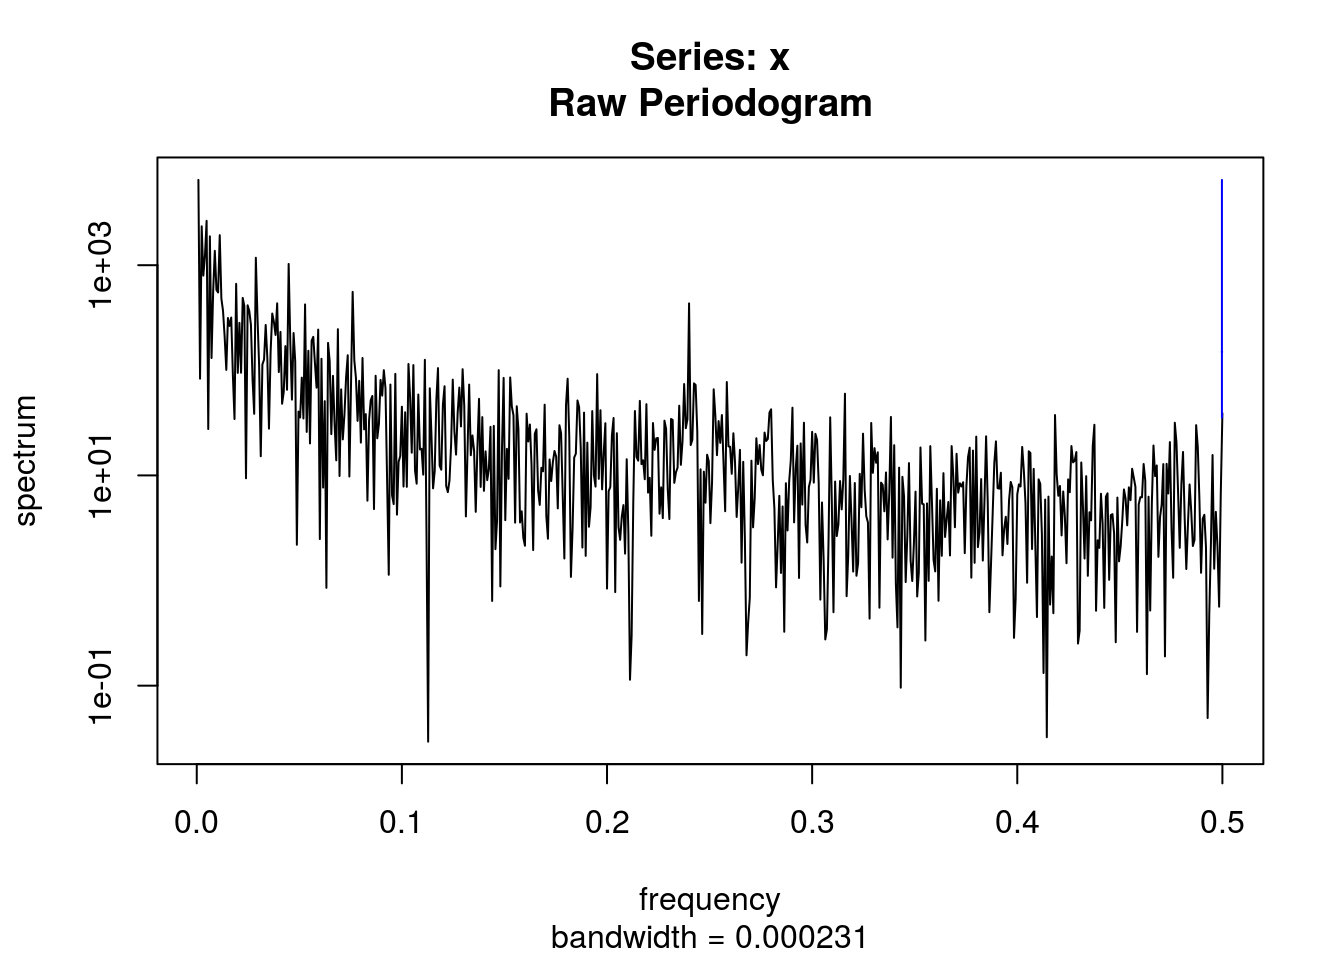 Series: x
Raw Periodogram
spectrum
1e+03
1e+01
1e-01
0.0 0.1 0.2 0.3 0.4 0.5
frequency
bandwidth = 0.000231